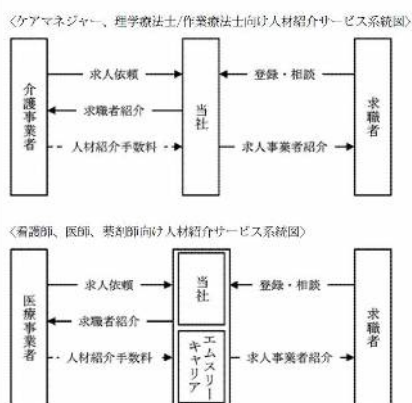 〈ケアマネジャー、理学療法士/作業療法士向け人材紹介サービス系統図〉
介護事業者
求人依頼
求職者紹介
人材紹介手数料
当社
登録・相談
求人事業者紹介
求職者
〈看護師、医師、薬剤師向け人材紹介サービス系統図〉
医療事業者
求人依頼
求職者紹介
人材紹介手数料
当社
エムスリー
キャリア
登録・相談
求人事業者紹介
求職者